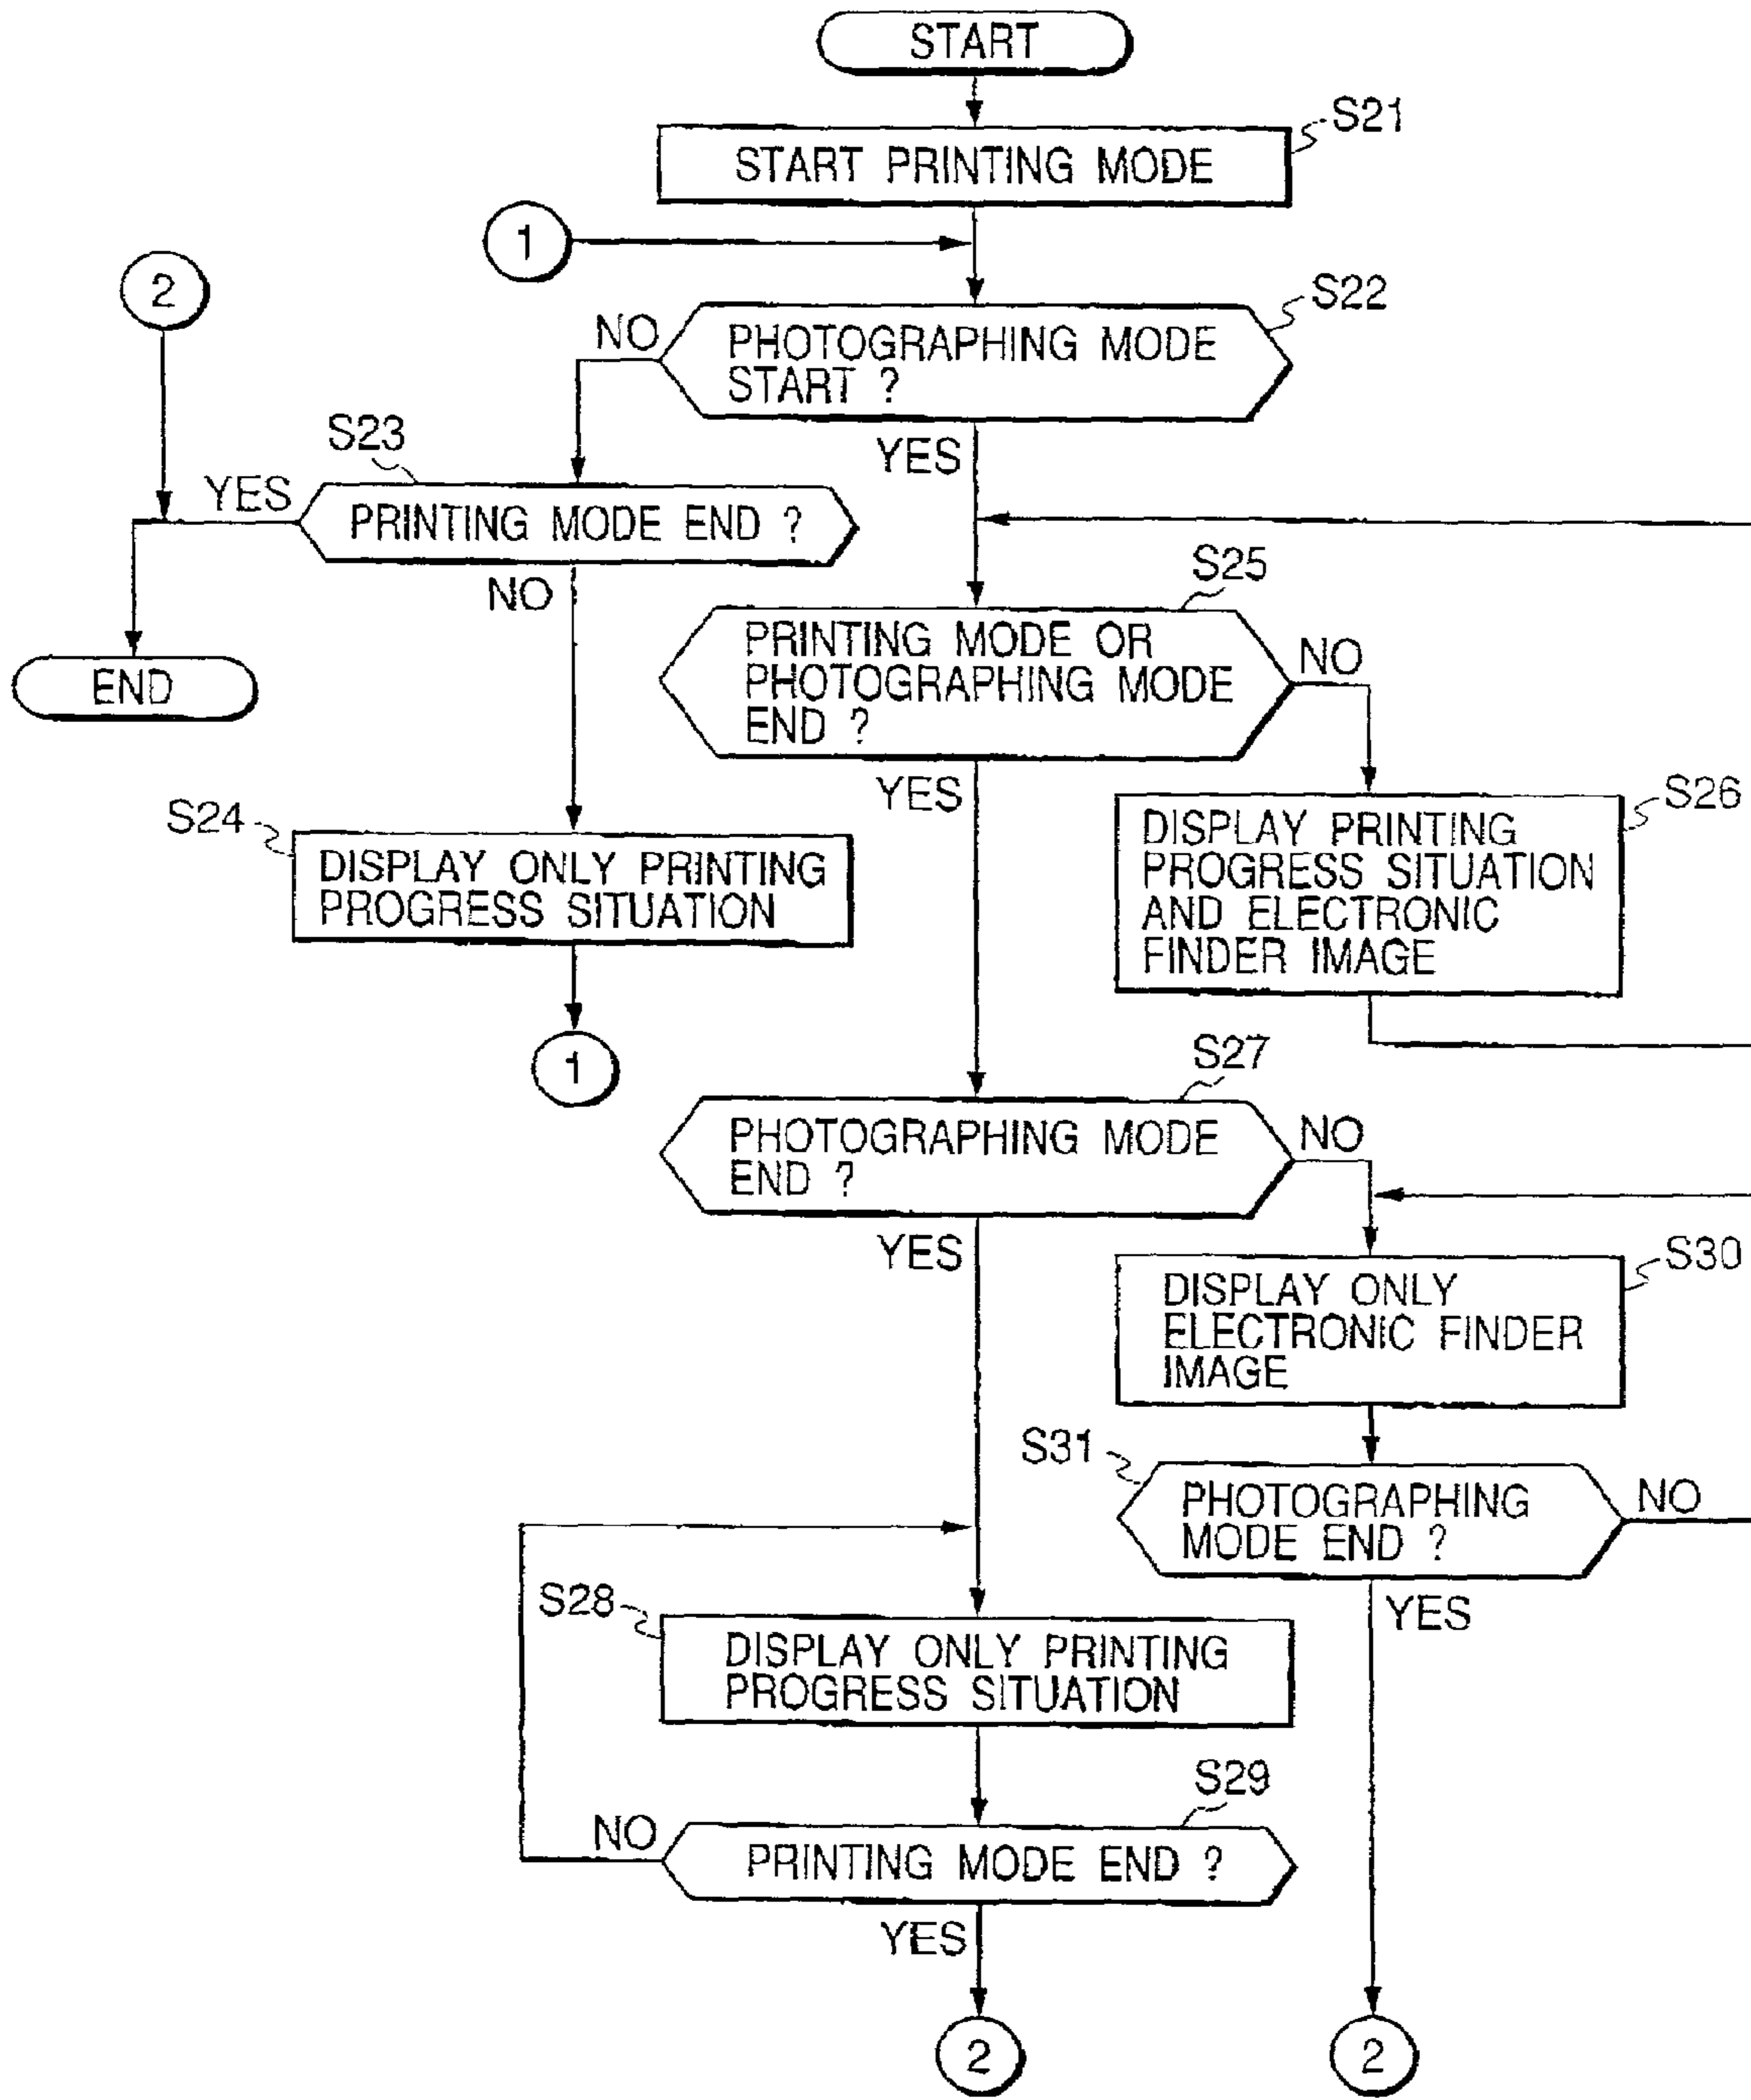 START
S21
START PRINTING MODE
1
2
S22
NO
PHOTOGRAPHING MODE
START ?
S23
YES
YES
PRINTING MODE END ?
NO
S25
PRINTING MODE OR
PHOTOGRAPHING MODE
END ?
NO
END
YES
S24
DISPLAY ONLY PRINTING
PROGRESS SITUATION
S26
DISPLAY PRINTING
PROGRESS SITUATION
AND ELECTRONIC
FINDER IMAGE
1
S27
PHOTOGRAPHING MODE
END ?
NO
YES
S30
DISPLAY ONLY
ELECTRONIC FINDER
IMAGE
S31
PHOTOGRAPHING
MODE END ?
NO
YES
S28
DISPLAY ONLY PRINTING
PROGRESS SITUATION
S29
NO
PRINTING MODE END ?
YES
2
2